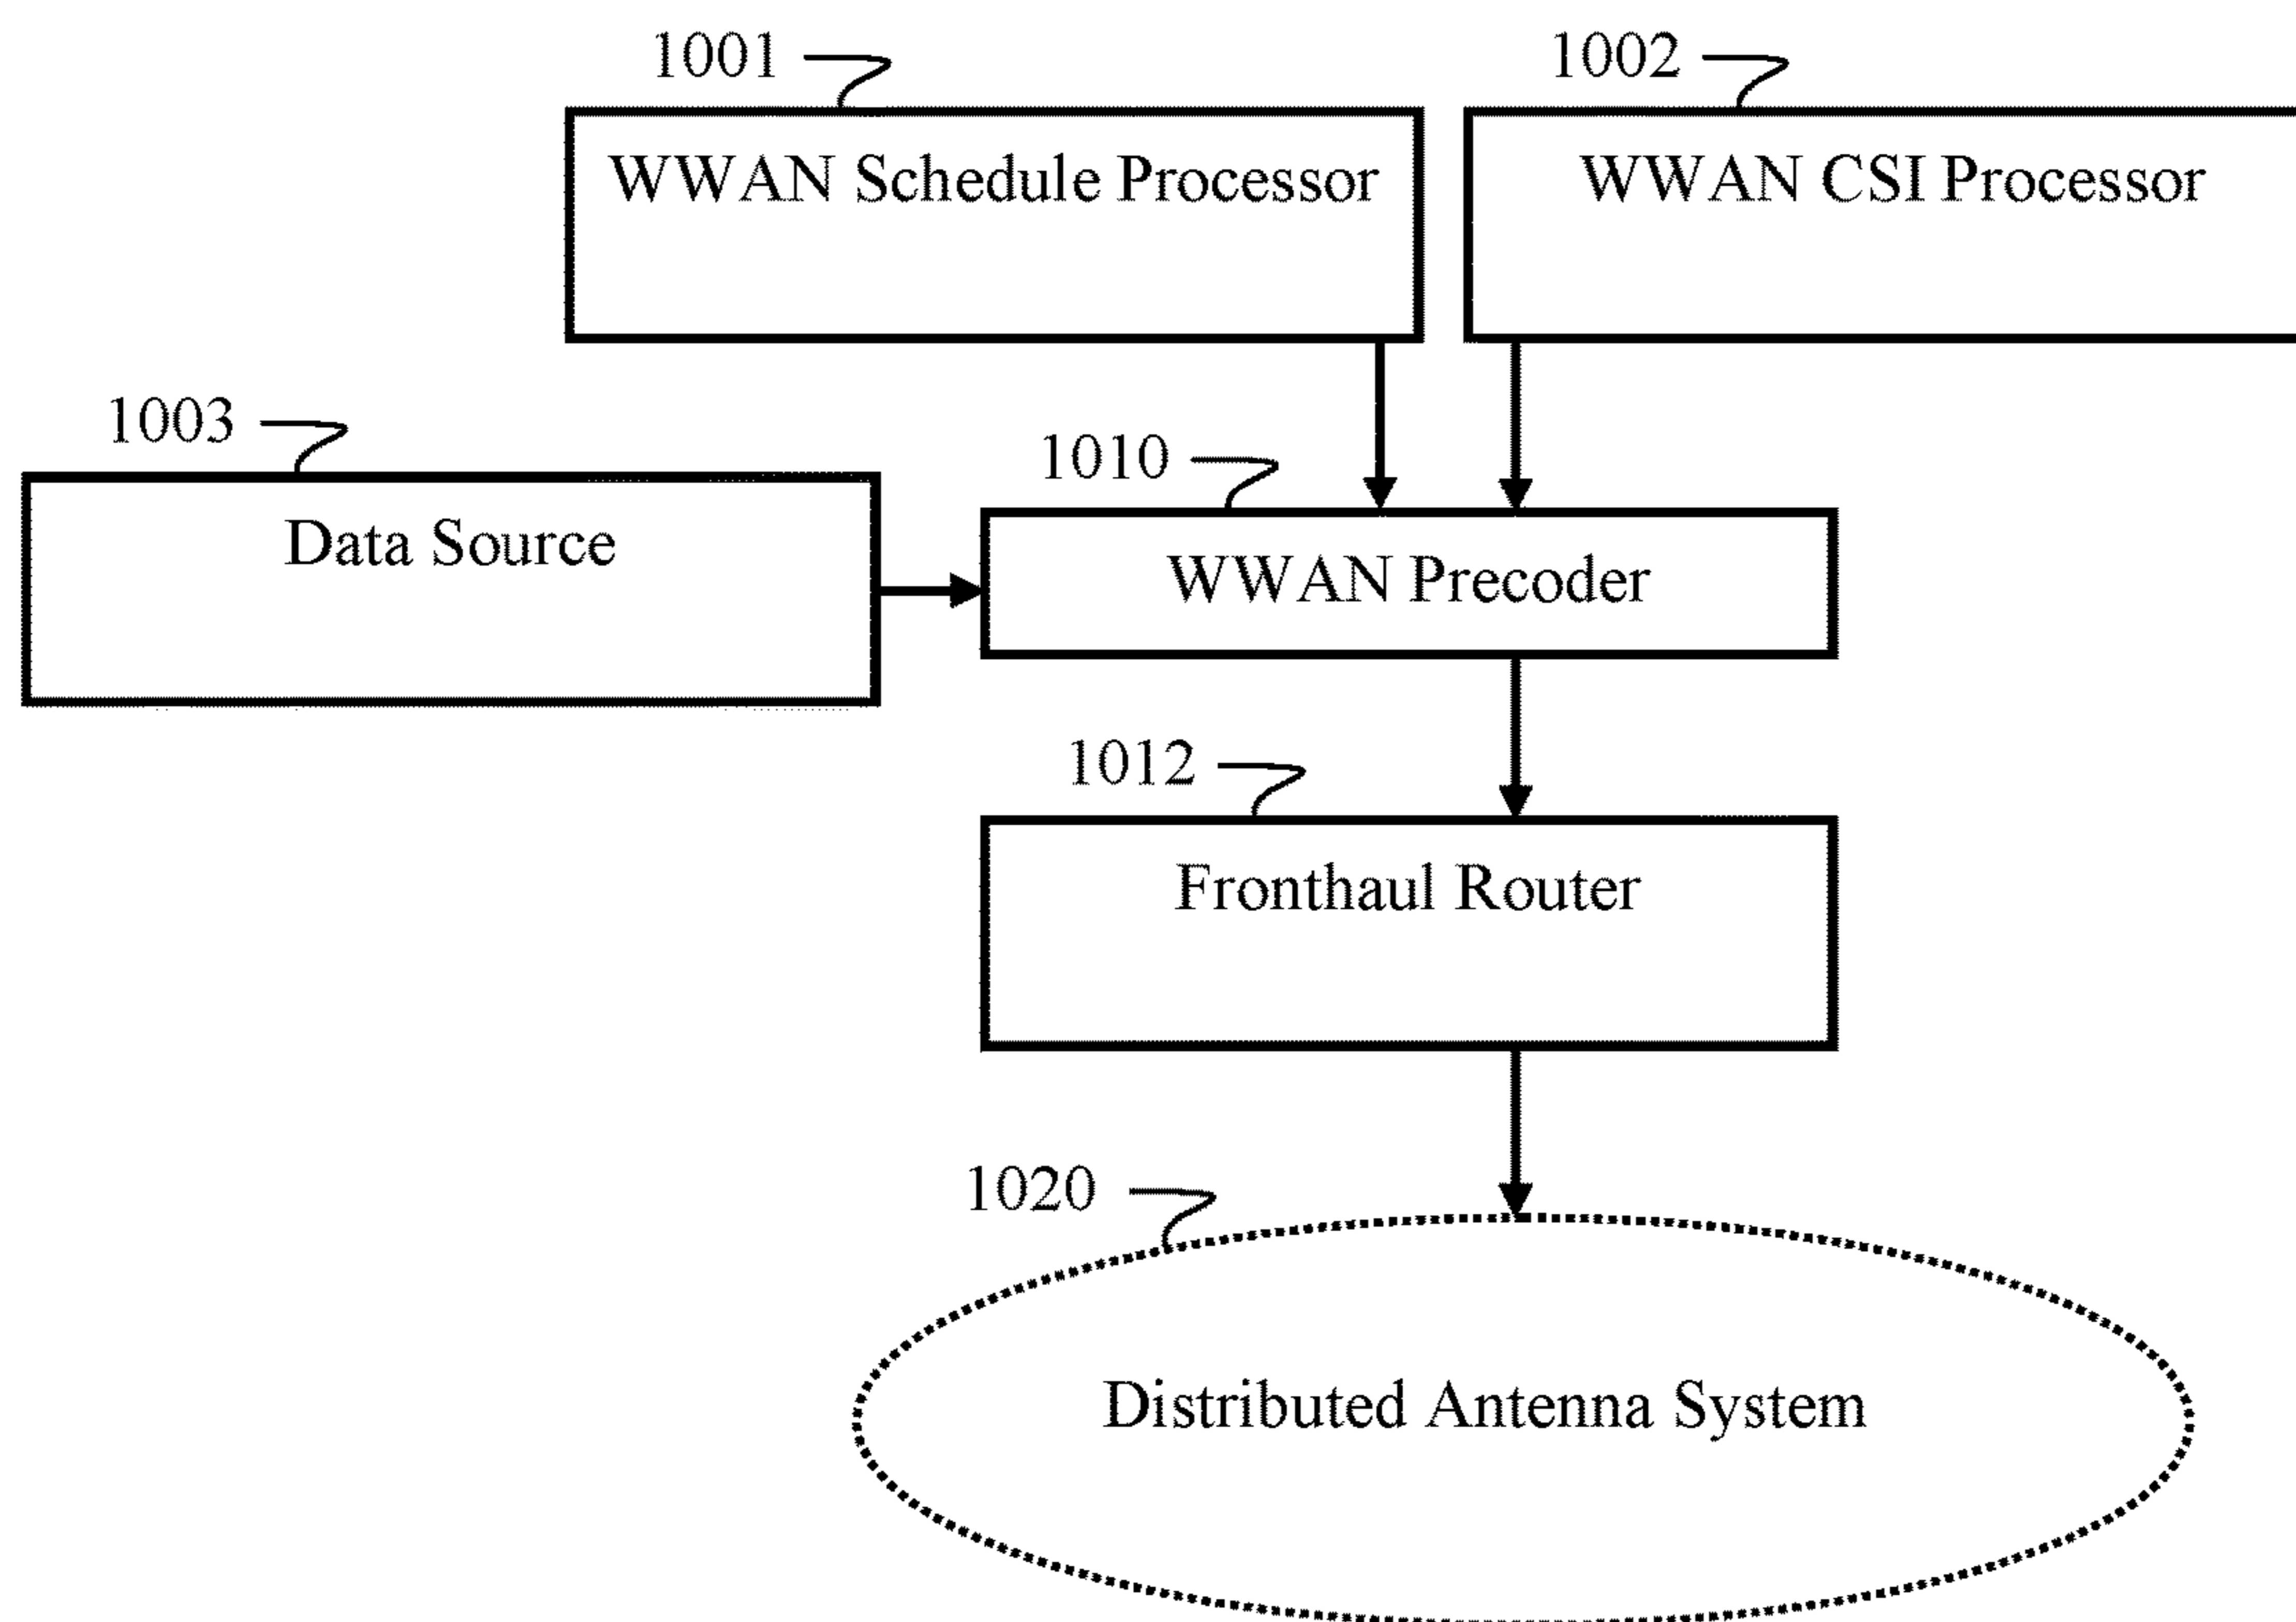 1001
1002
WWAN Schedule Processor
WWAN CSI Processor
1003
1010
Data Source
WWAN Precoder
1012
Fronthaul Router
1020
Distributed Antenna System